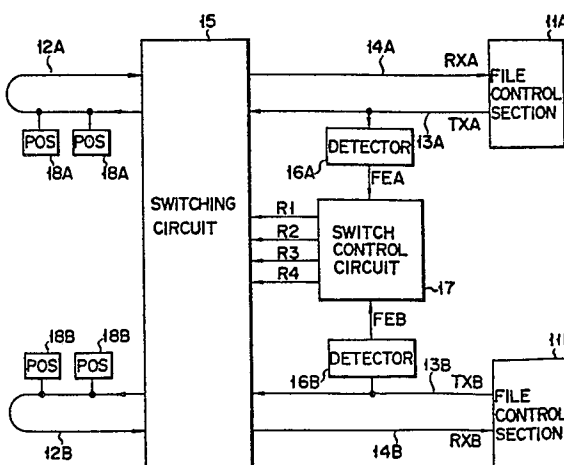 15
12A
14A
RXA
11A
FILE
CONTROL
SECTION
TXA
13A
POS
POS
18A
18A
DETECTOR
16A
FEA
SWITCHING
CIRCUIT
R1
R2
R3
R4
SWITCH
CONTROL
CIRCUIT
17
FEB
18B
18B
POS
POS
DETECTOR
16B
13B
TXB
FILE
CONTROL
SECTION
12B
14B
RXB